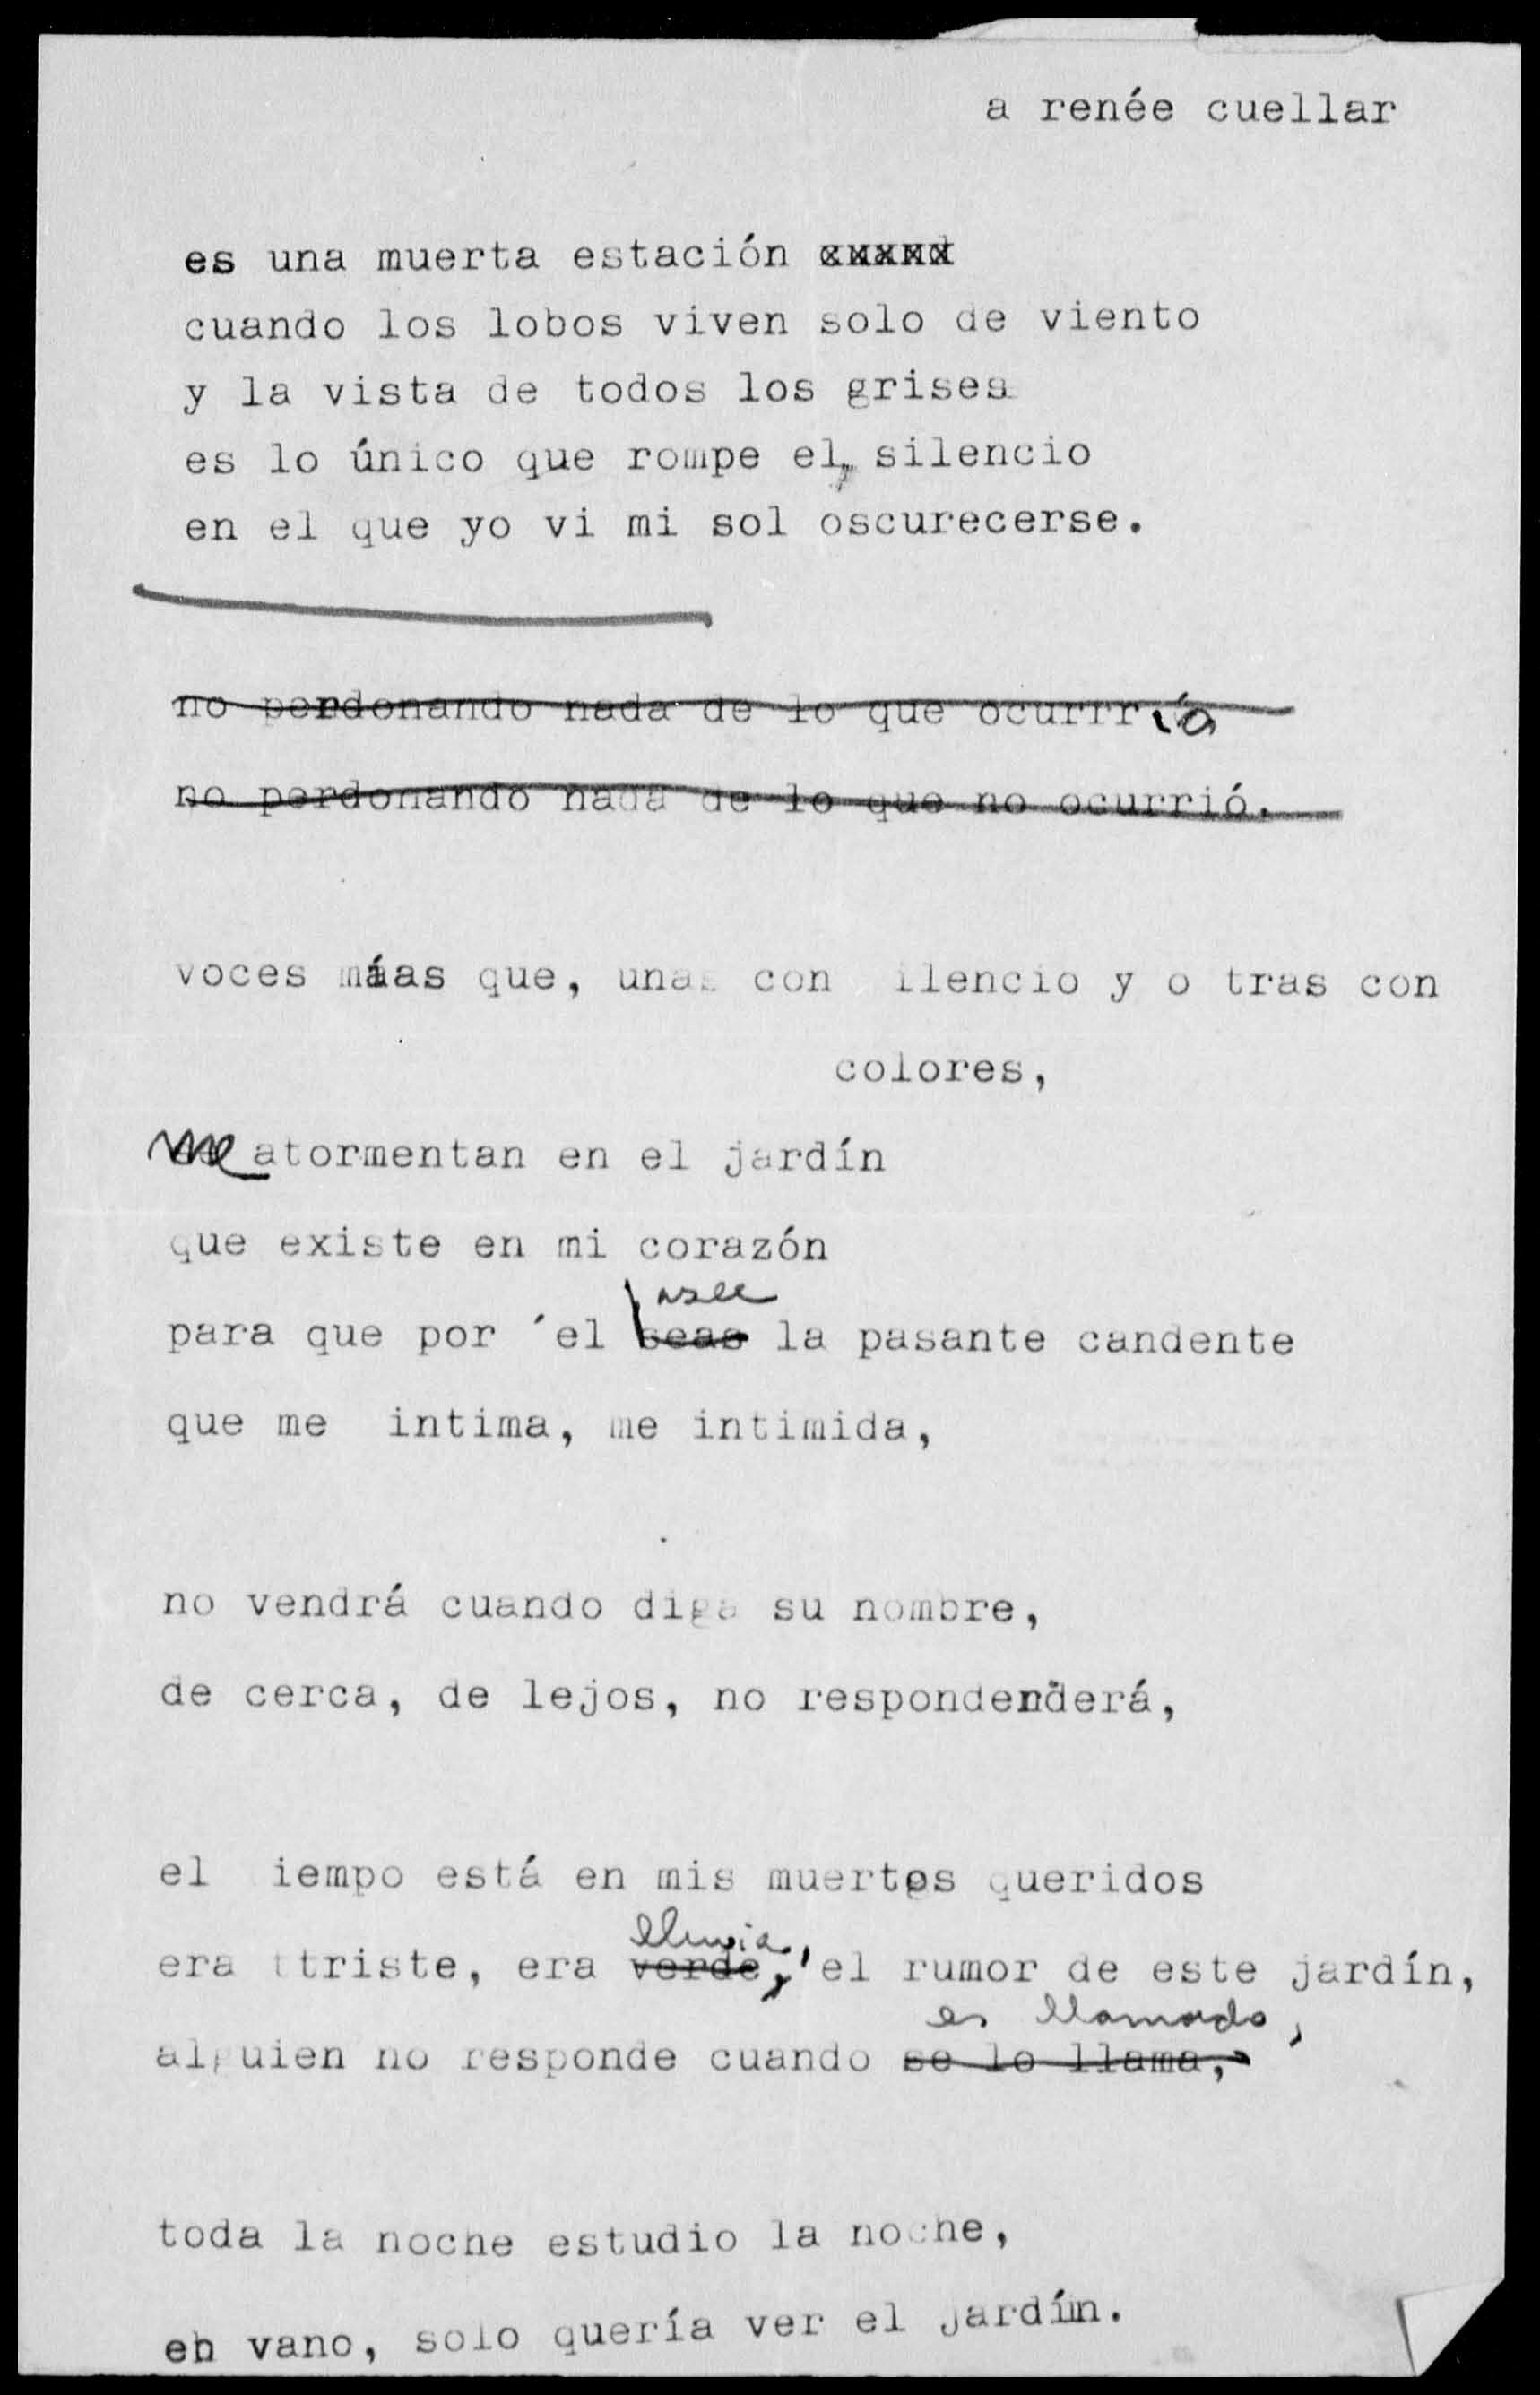 a renée cuellar
es una muerta estación
cuando los lobos viven solo de viento
y la vista de todos los grises
es lo único que rompe el, silencio
en el que yo vi mi sol oscurecerse.
no perdonando nada de lo que ocurrría
no perdonando nada de lo que no ocurrió.
voces máas que, unas con ilencio y o tras con
colores,
me atormentan en el jardín
que existe en mi corazón
para que por ´el seas la pasante candente
que me intima, me intimida,
no vendrá cuando diga su nombre,
de cerca, de lejos, no respondenderá,
el iempo está en mis muertos queridos
lluvia,
era ttriste, era verde, el rumor de este jardín,
es llamado,
alguien no responde cuando se lo llama,
toda la noche estudio la noche,
en vano, solo quería ver el jardín.